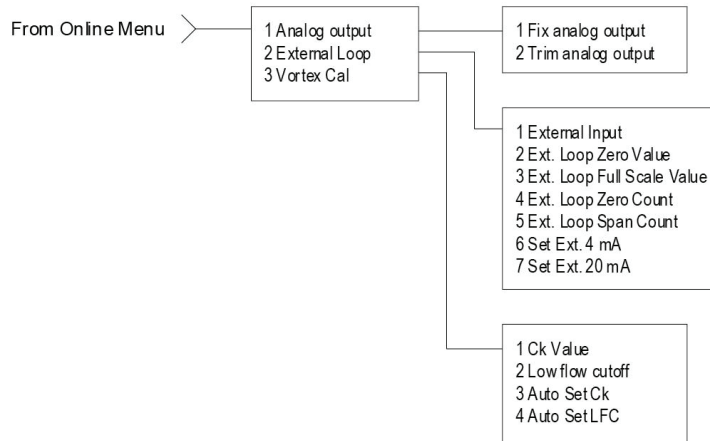 From Online Menu
1 Analog output
2 External Loop
3 Vortex Cal
1 Fix analog output
2 Trim analog output
1 External Input
2 Ext. Loop Zero Value
3 Ext. Loop Full Scale Value
4 Ext. Loop Zero Count
5 Ext. Loop Span Count
6 Set Ext. 4 mA
7 Set Ext. 20 mA
1 Ck Value
2 Low flow cutoff
3 Auto Set Ck
4 Auto Set LFC